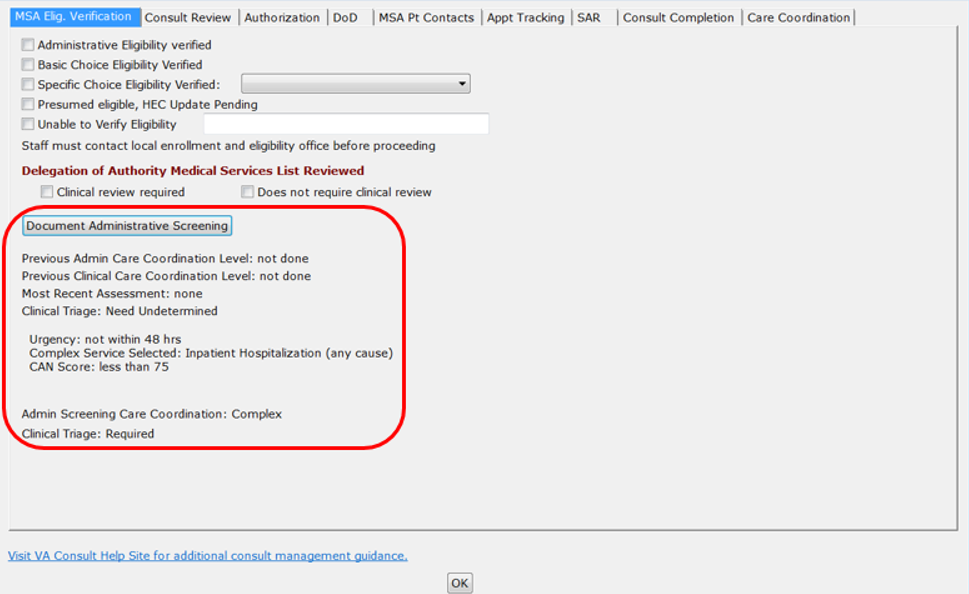 MSA Elig. Verification Consult Review Authorization DoD MSA Pt Contacts Appt Tracking SAR Consult Completion Care Coordination
Administrative Eligibility verified
Basic Choice Eligibility Verified
Specific Choice Eligibility Verified:
Presumed eligible, HEC Update Pending
Unable to Verify Eligibility
Staff must contact local enrollment and eligibility office before proceeding
Delegation of Authority Medical Services List Reviewed
Clinical review required Does not require clinical review
Document Administrative Screening
Previous Admin Care Coordination Level: not done
Previous Clinical Care Coordination Level: not done
Most Recent Assessment: none
Clinical Triage: Need Undetermined
Urgency: not within 48 hrs
Complex Service Selected: Inpatient Hospitalization (any cause)
CAN Score: less than 75
Admin Screening Care Coordination: Complex
Clinical Triage: Required
Visit VA Consult Help Site for additional consult management guidance.
OK